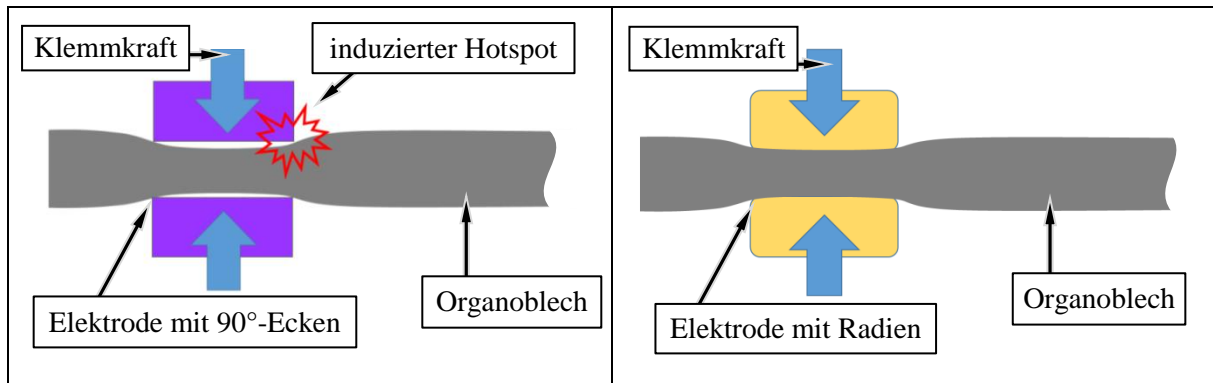 Klemmkraft
induzierter Hotspot
Organoblech
Elektrode mit 90°-Ecken
Klemmkraft
Organoblech
Elektrode mit Radien